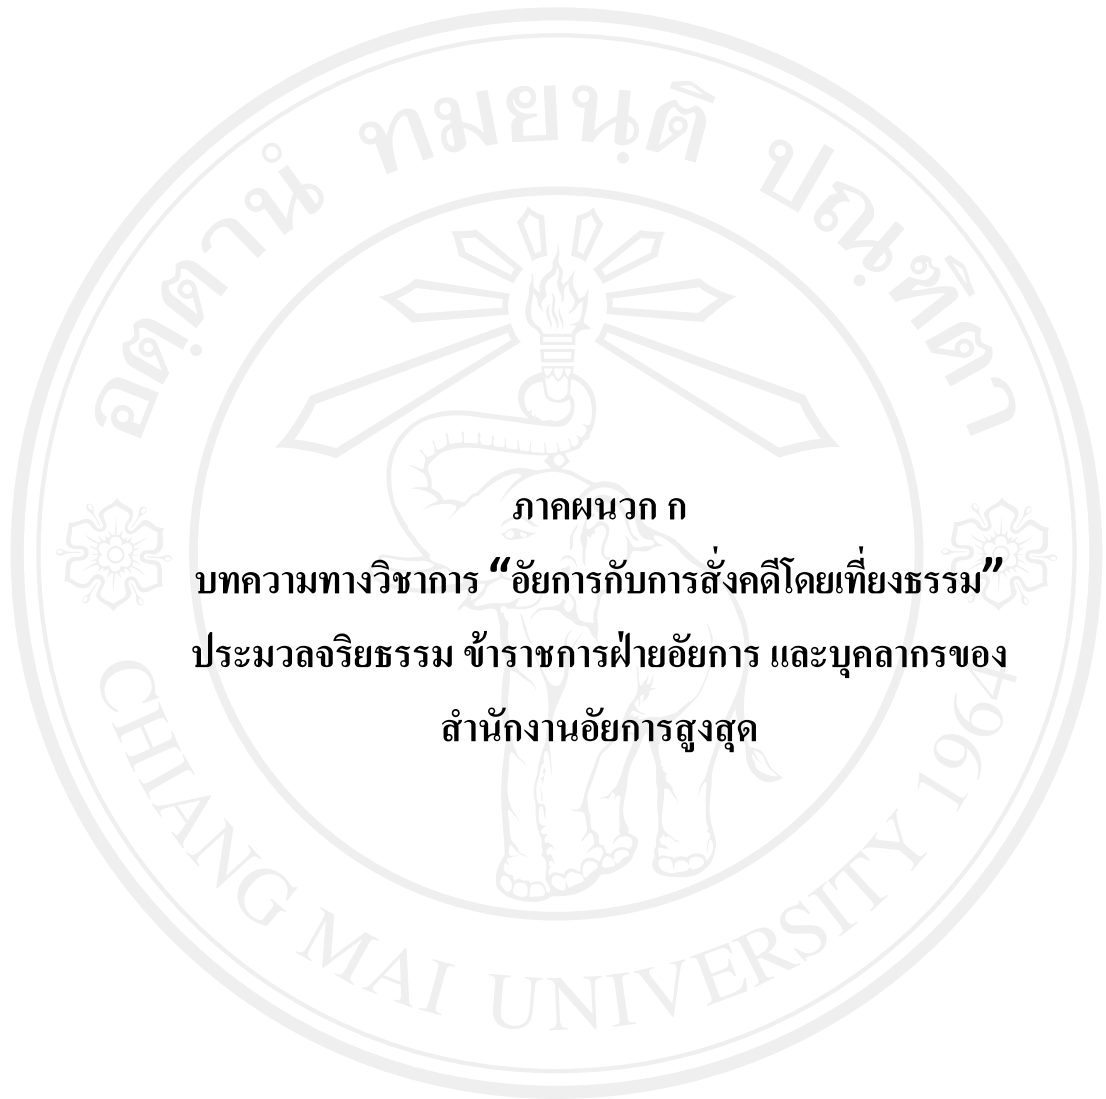 อตฺตานํ ทมยนฺติ ปณฺฑิตา
ภาคผนวก ก
บทความทางวิชาการ “อัยการกับการสั่งคดีโดยเที่ยงธรรม”
ประมวลจริยธรรม ข้าราชการฝ่ายอัยการ และบุคลากรของ
สำนักงานอัยการสูงสุด
CHIANG MAI UNIVERSITY 1964